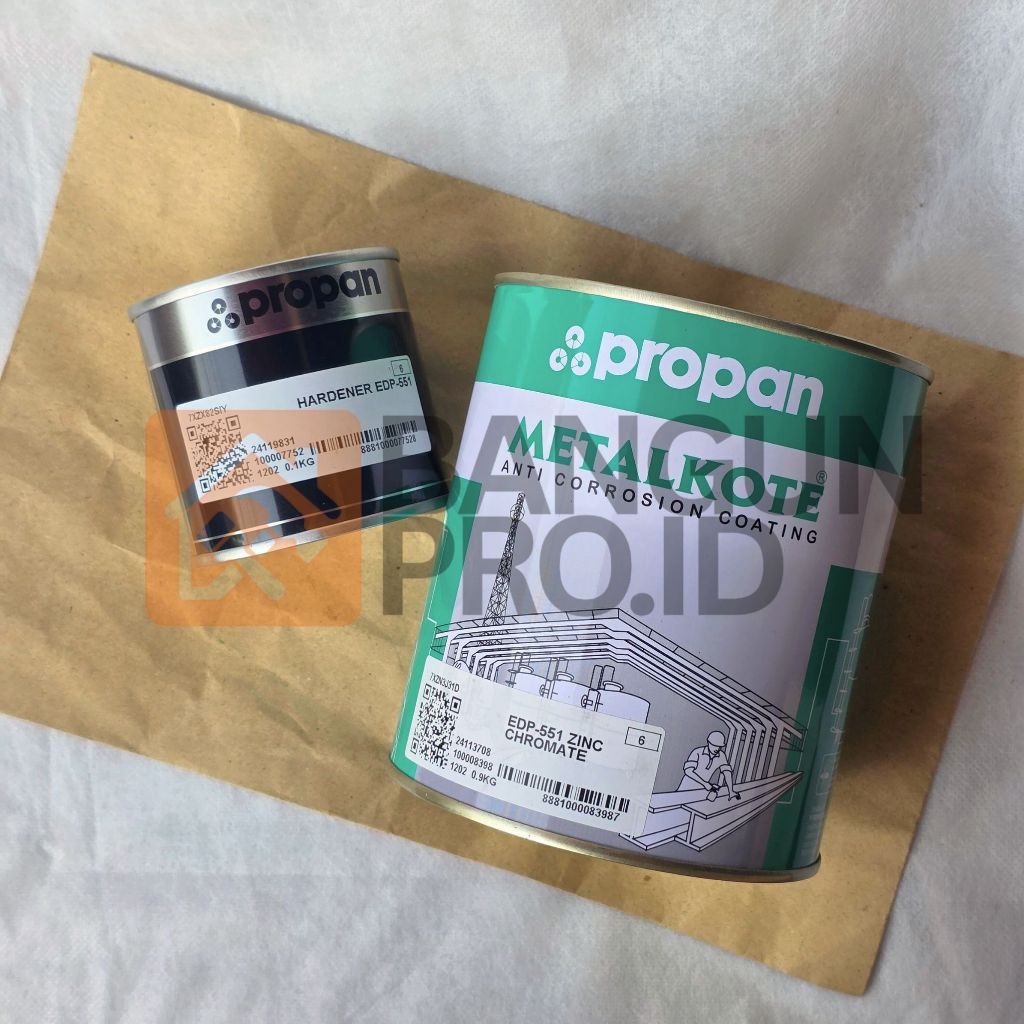 propan
6
HARDENER EDP-551
7XZX82SIY
24119831
100007752
1202 0.1KG
8881000077528
propan
METALKOTE®
ANTI CORROSION COATING
7XZN3J31D
EDP-551 ZINC
CHROMATE
6
24113708
100008398
1202 0.9KG
8881000083987
BANGUN
PRO.ID